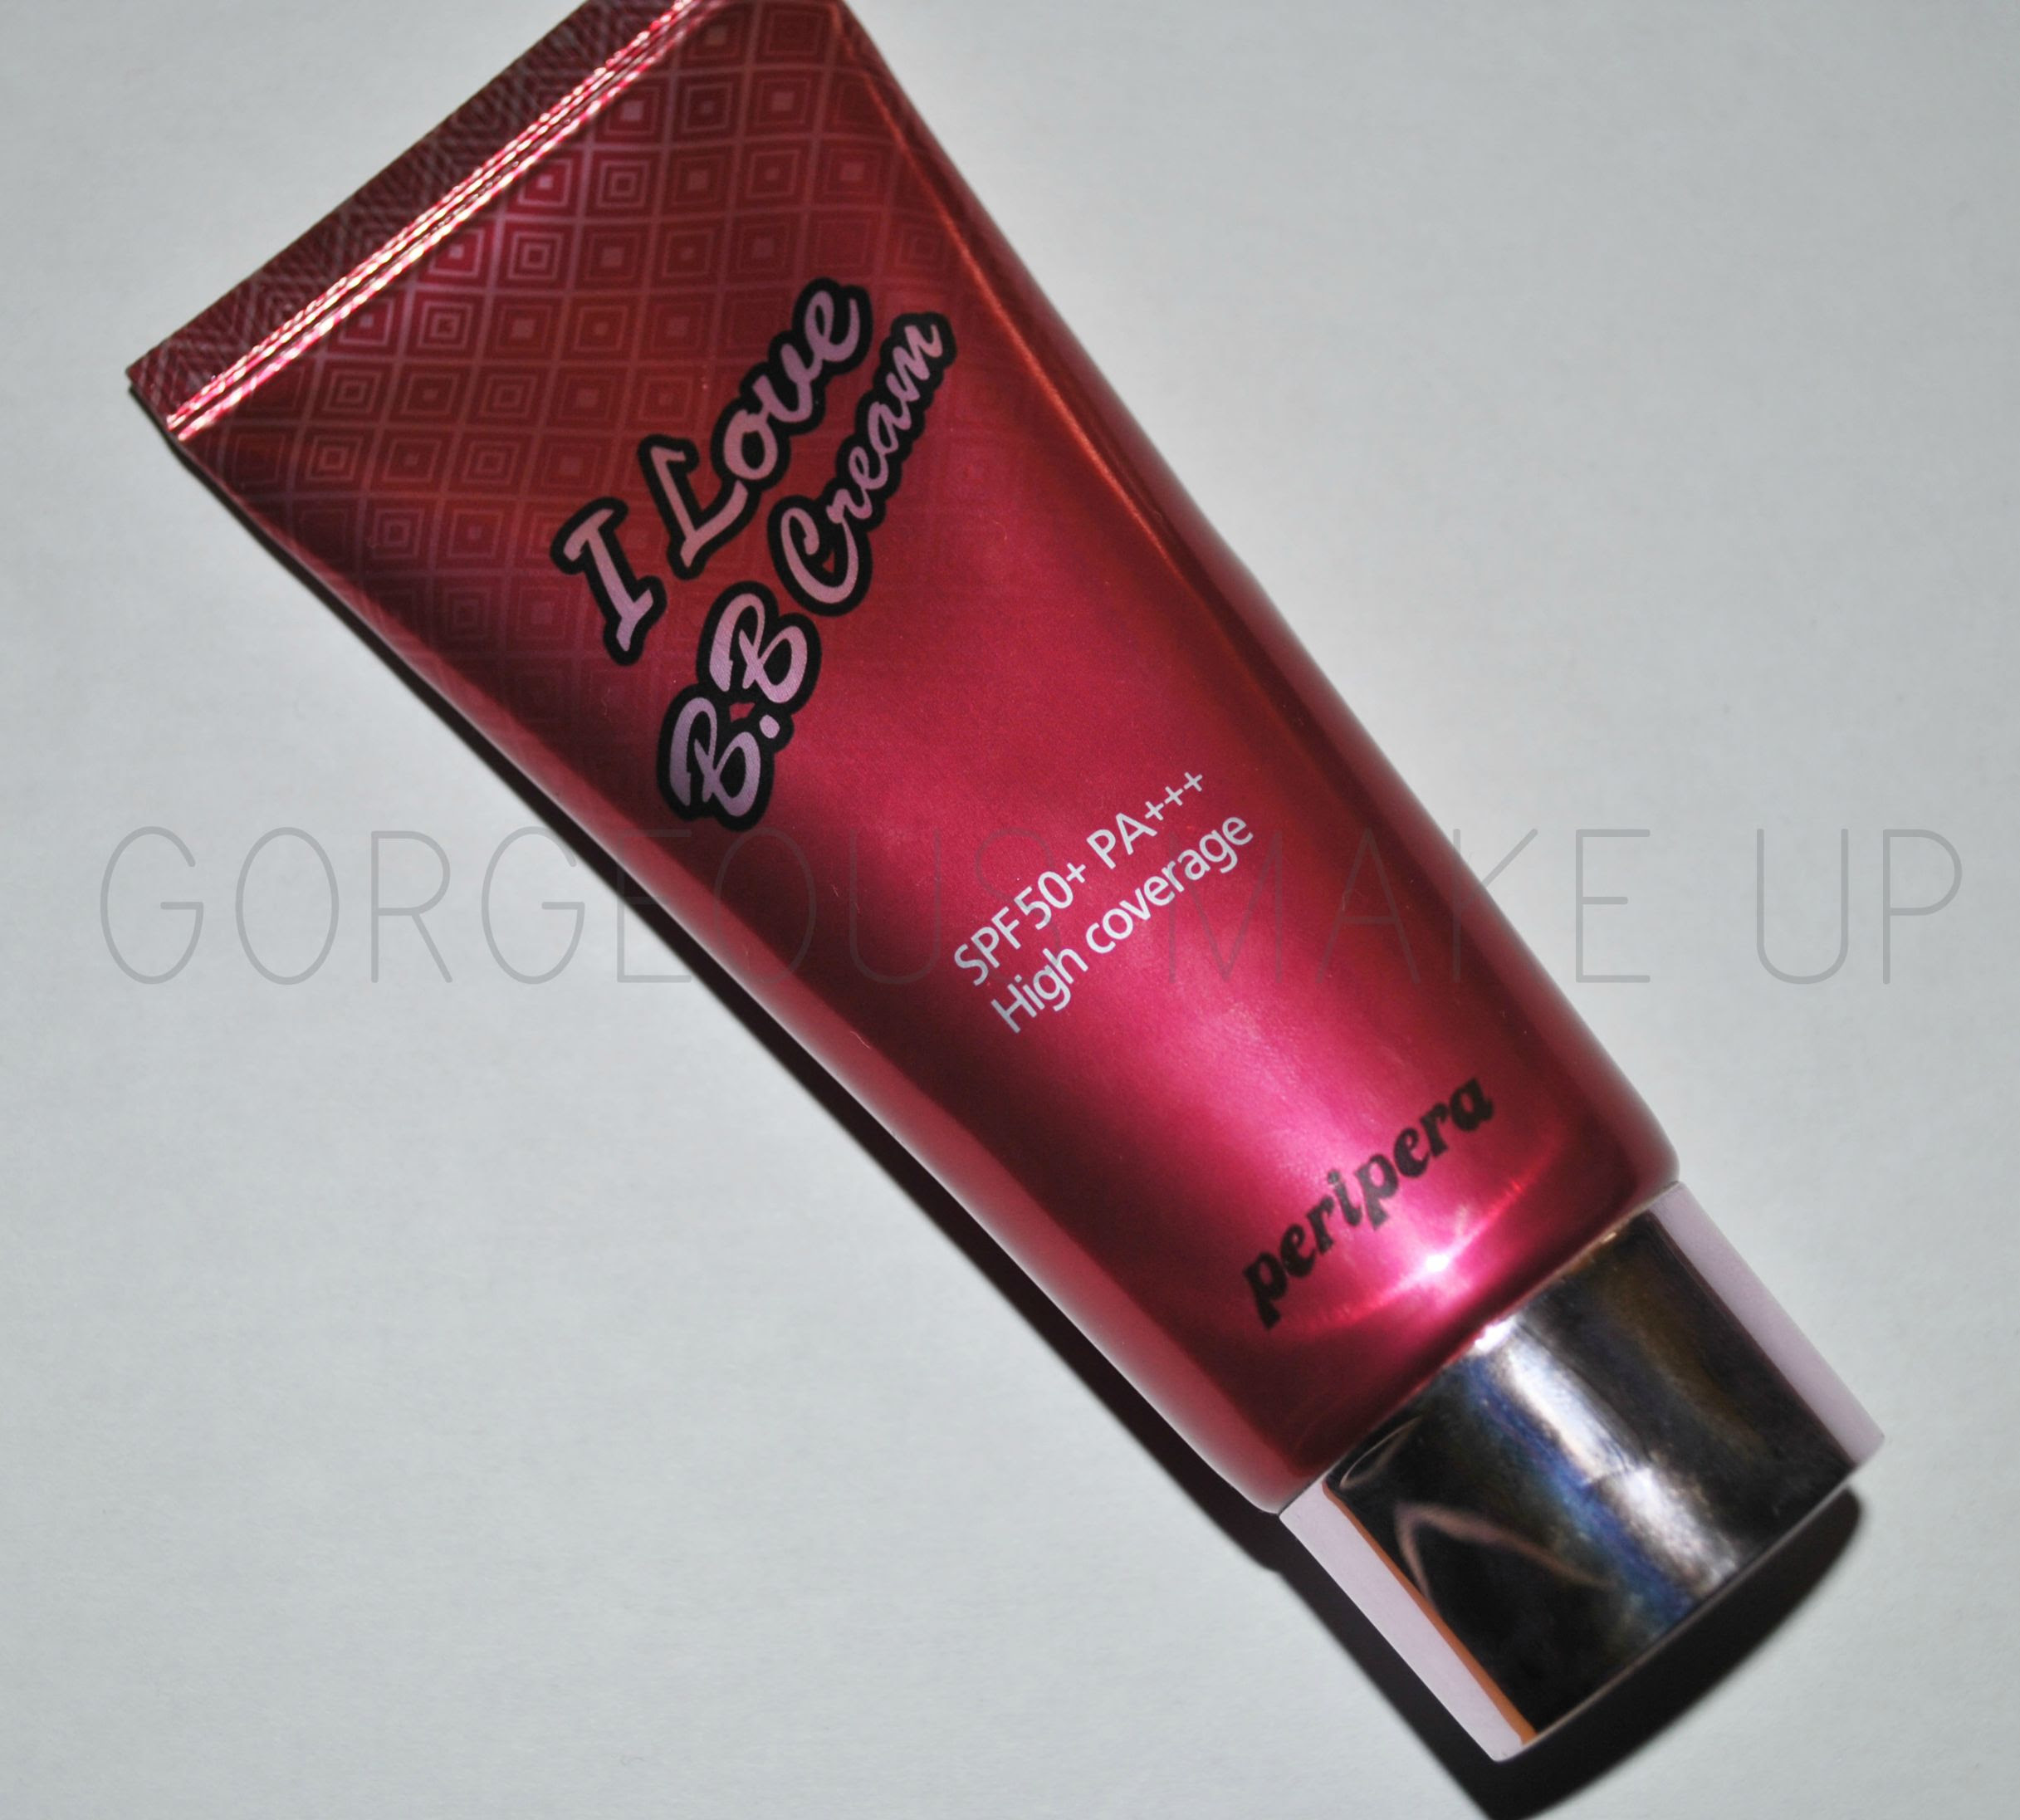 I Love
B.B Cream
SPF50+ PA+++
High coverage
peripera
GORGEOUS MAKE UP